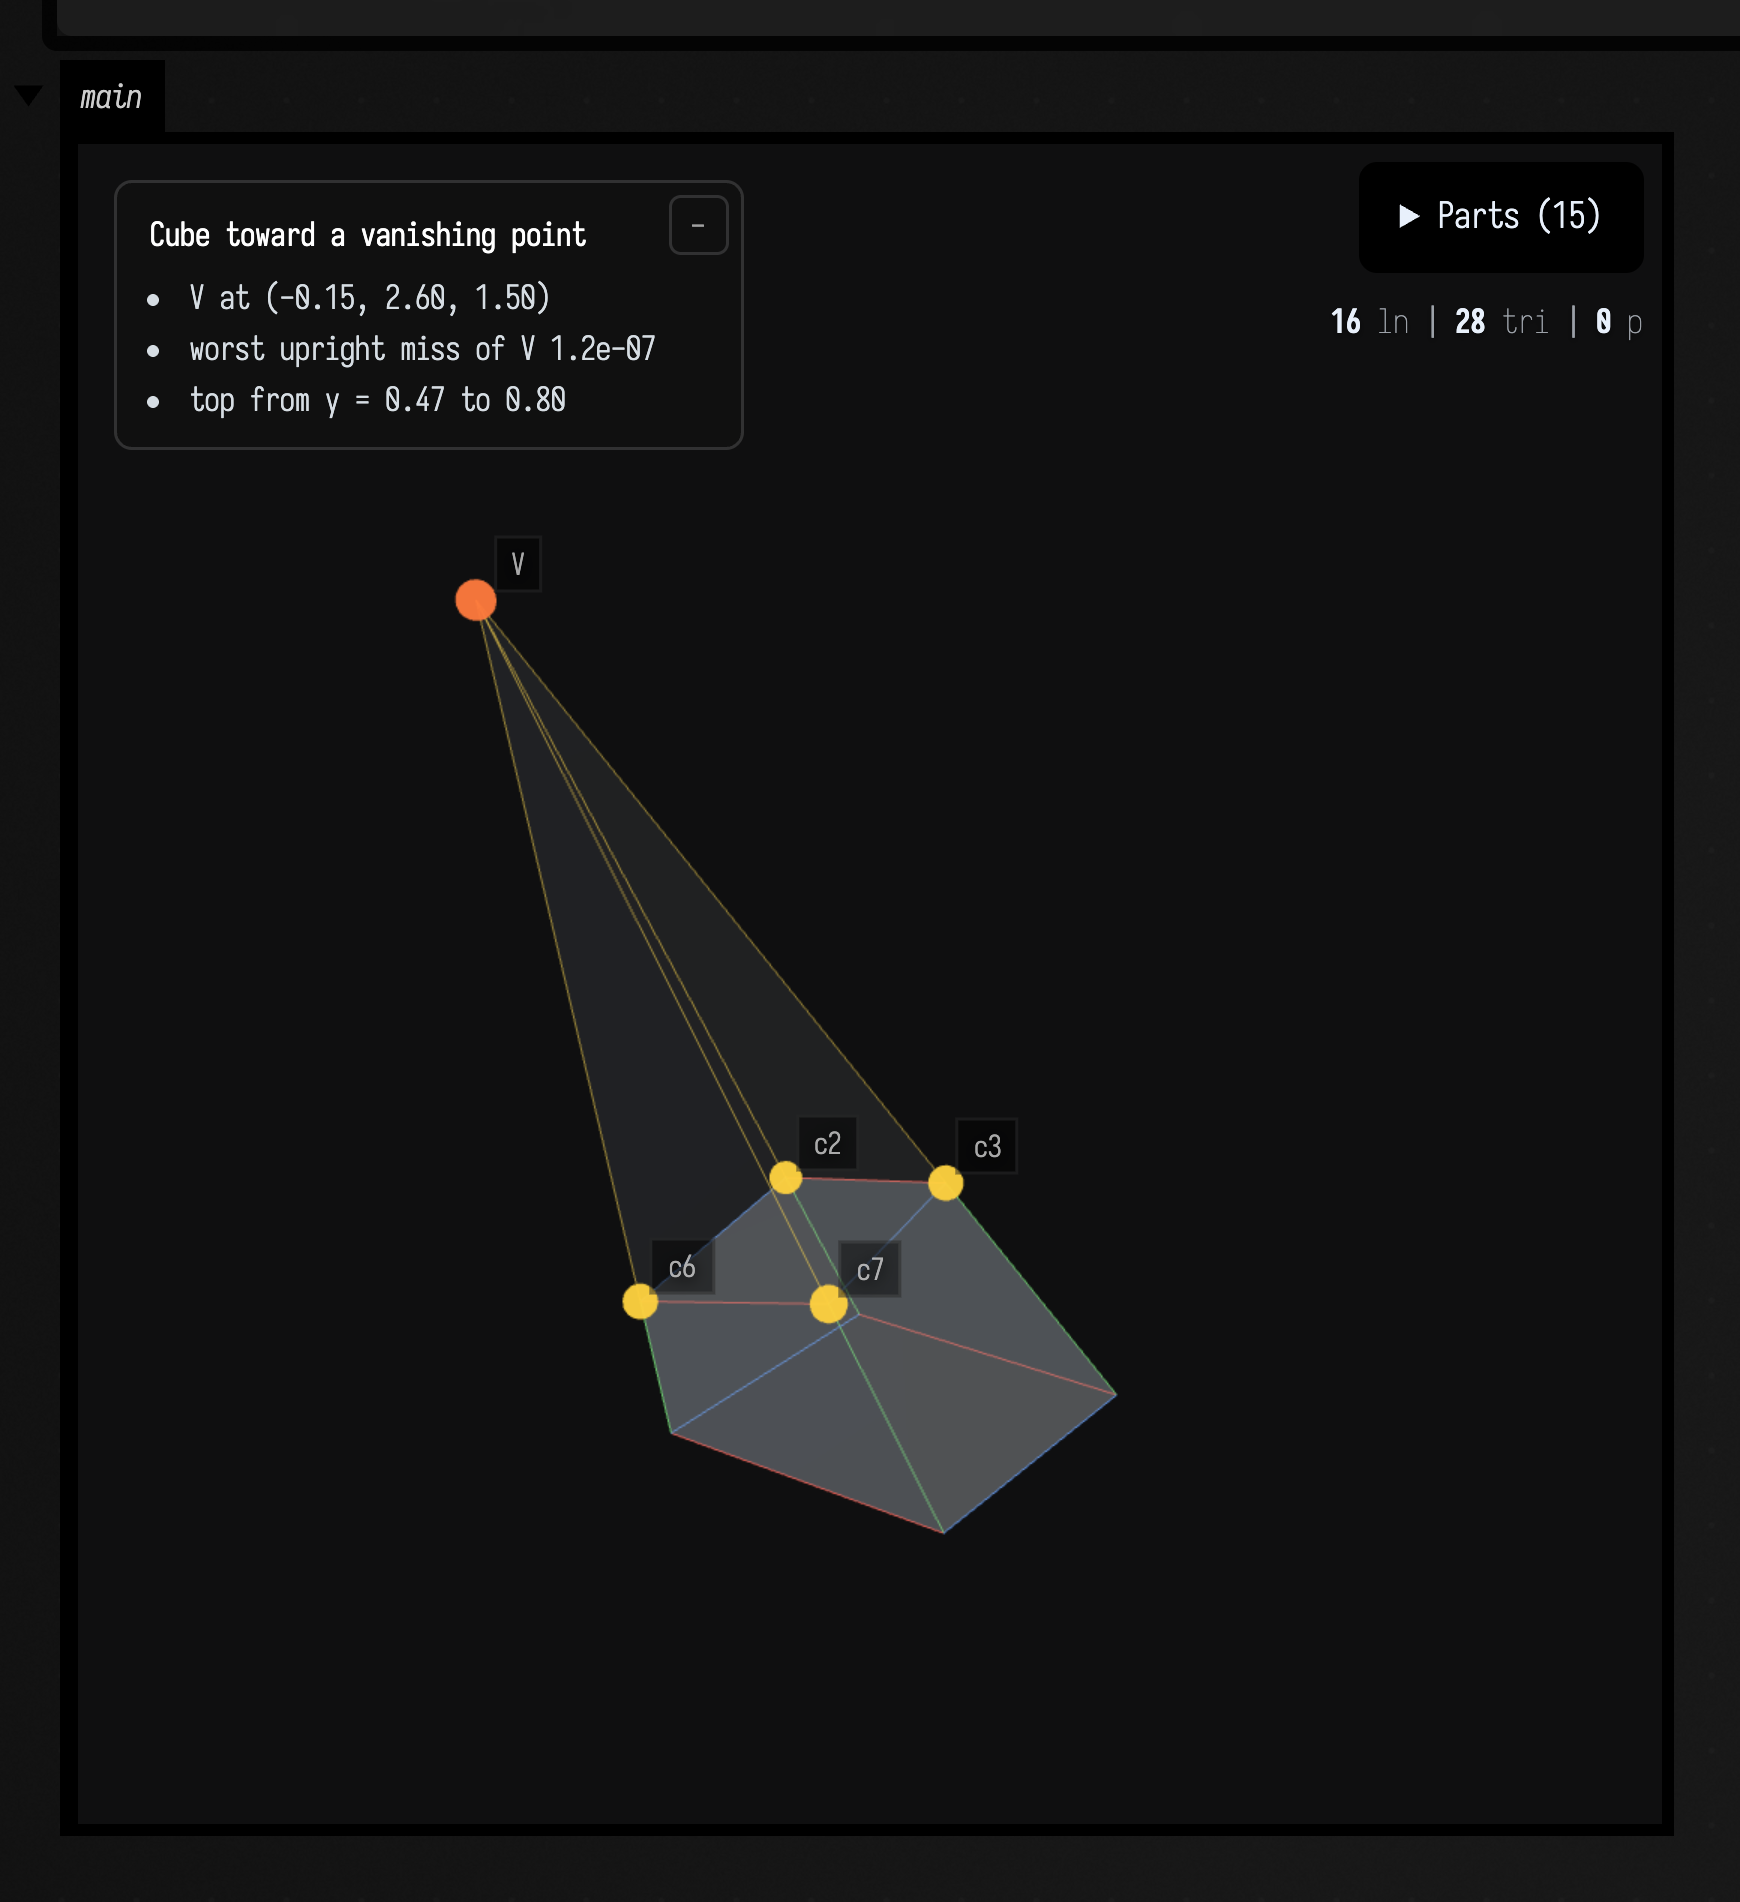 main
Cube toward a vanishing point
–
• V at (-0.15, 2.60, 1.50)
• worst upright miss of V 1.2e-07
• top from y = 0.47 to 0.80
▶ Parts (15)
16 ln | 28 tri | 0 p
V
c2
c3
c6
c7